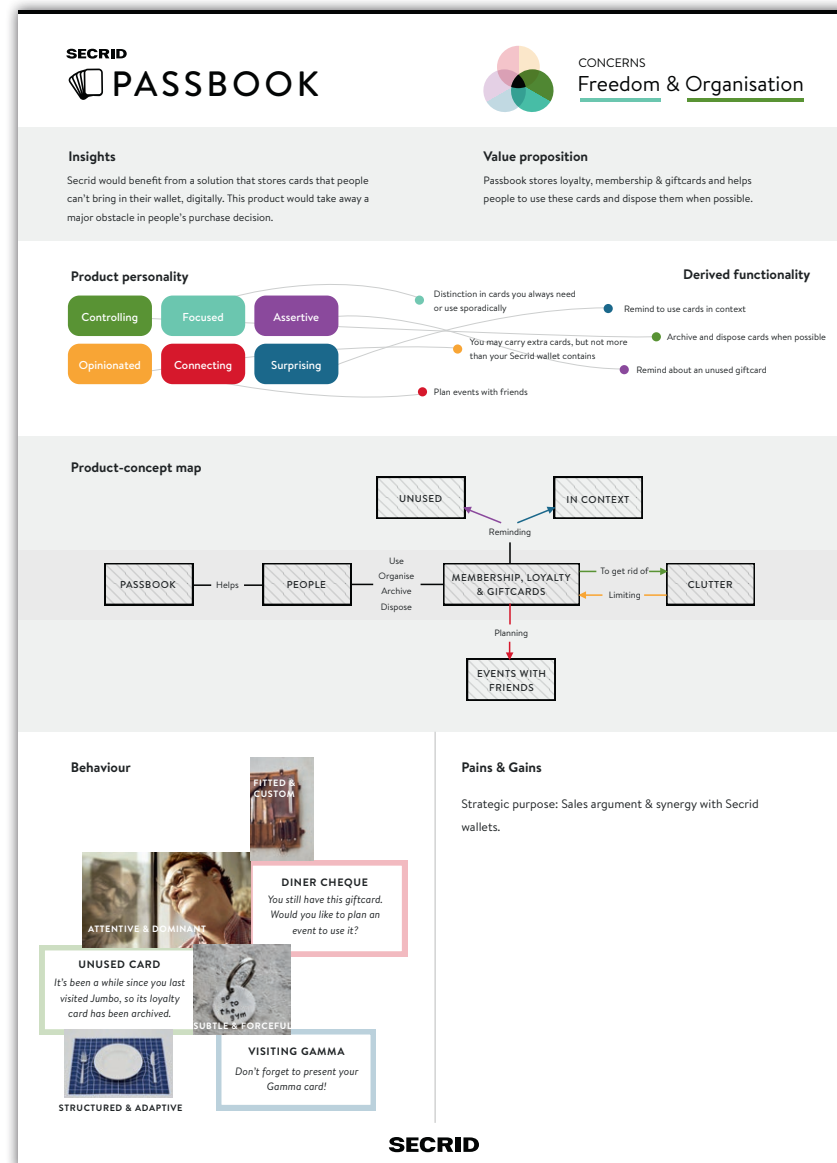 SECRID
PASSBOOK
CONCERNS
Freedom & Organisation
Insights
Secrid would benefit from a solution that stores cards that people
can't bring in their wallet, digitally. This product would take away a
major obstacle in people's purchase decision.
Value proposition
Passbook stores loyalty, membership & giftcards and helps
people to use these cards and dispose them when possible.
Product personality
Controlling
Focused
Assertive
Opinionated
Connecting
Surprising
Derived functionality
Distinction in cards you always need
or use sporadically
Remind to use cards in context
Archive and dispose cards when possible
You may carry extra cards, but not more
than your Secrid wallet contains
Remind about an unused giftcard
Plan events with friends
Product-concept map
UNUSED
IN CONTEXT
Reminding
PASSBOOK
Helps
PEOPLE
Use
Organise
Archive
Dispose
MEMBERSHIP, LOYALTY
& GIFTCARDS
To get rid of
Limiting
CLUTTER
Planning
EVENTS WITH
FRIENDS
Behaviour
FITTED &
CUSTOM
ATTENTIVE & DOMINANT
DINER CHEQUE
You still have this giftcard.
Would you like to plan an
event to use it?
UNUSED CARD
It's been a while since you last
visited Jumbo, so its loyalty
card has been archived.
go
to
the
gym
SUBTLE & FORCEFUL
VISITING GAMMA
Don't forget to present your
Gamma card!
STRUCTURED & ADAPTIVE
Pains & Gains
Strategic purpose: Sales argument & synergy with Secrid
wallets.
SECRID